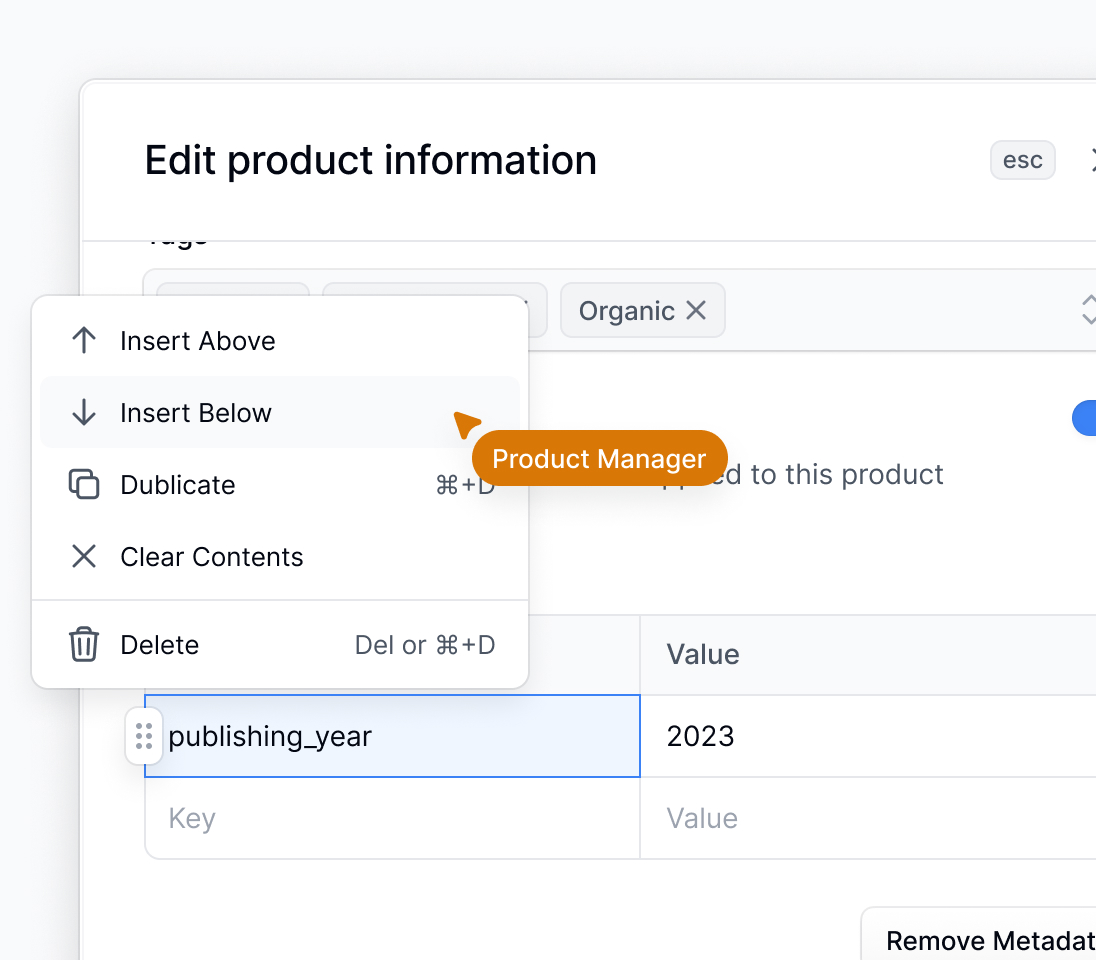 Edit product information
esc
Tags
Organic
Insert Above
Insert Below
Product Manager
Dublicate ⌘+D
to this product
Clear Contents
Delete Del or ⌘+D
Value
publishing_year 2023
Key Value
Remove Metadat